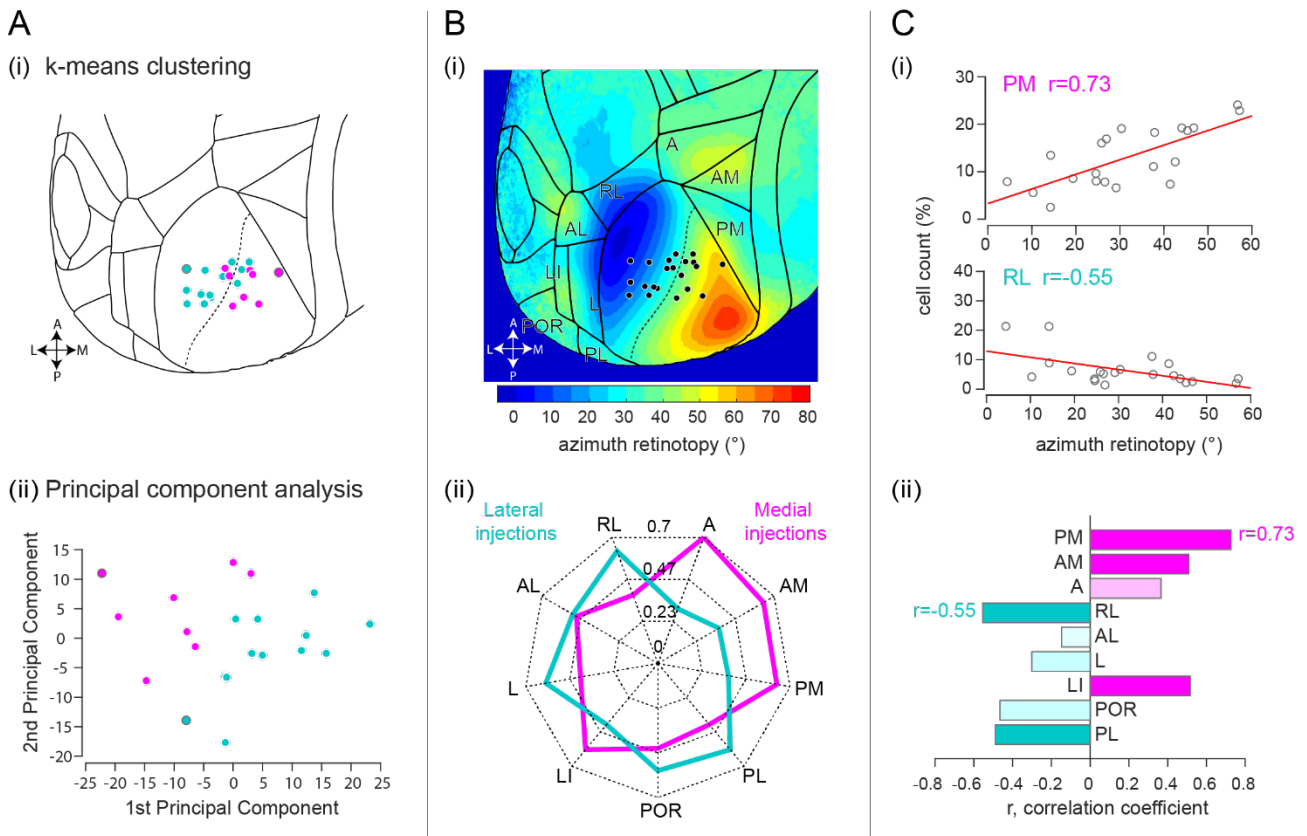 A
(i) k-means clustering
A
L M
P
(ii) Principal component analysis
2nd Principal Component
15
10
5
0
-5
-10
-15
-20
-25 -20 -15 -10 -5 0 5 10 15 20 25
1st Principal Component
B
(i)
A
RL
AM
AL
PM
LI
L
POR
PL
A
L M
P
0 10 20 30 40 50 60 70 80
azimuth retinotopy (°)
(ii)
Lateral injections
Medial injections
RL
A
AL
AM
L
PM
LI
PL
POR
0.7
0.47
0.23
0
C
(i)
PM r=0.73
30
20
10
0
0 10 20 30 40 50 60
cell count (%)
RL r=-0.55
40
30
20
10
0
0 10 20 30 40 50 60
azimuth retinotopy (°)
(ii)
PM r=0.73
AM
A
r=-0.55 RL
AL
L
LI
POR
PL
-0.8 -0.4 0 0.2 0.4 0.8
r, correlation coefficient